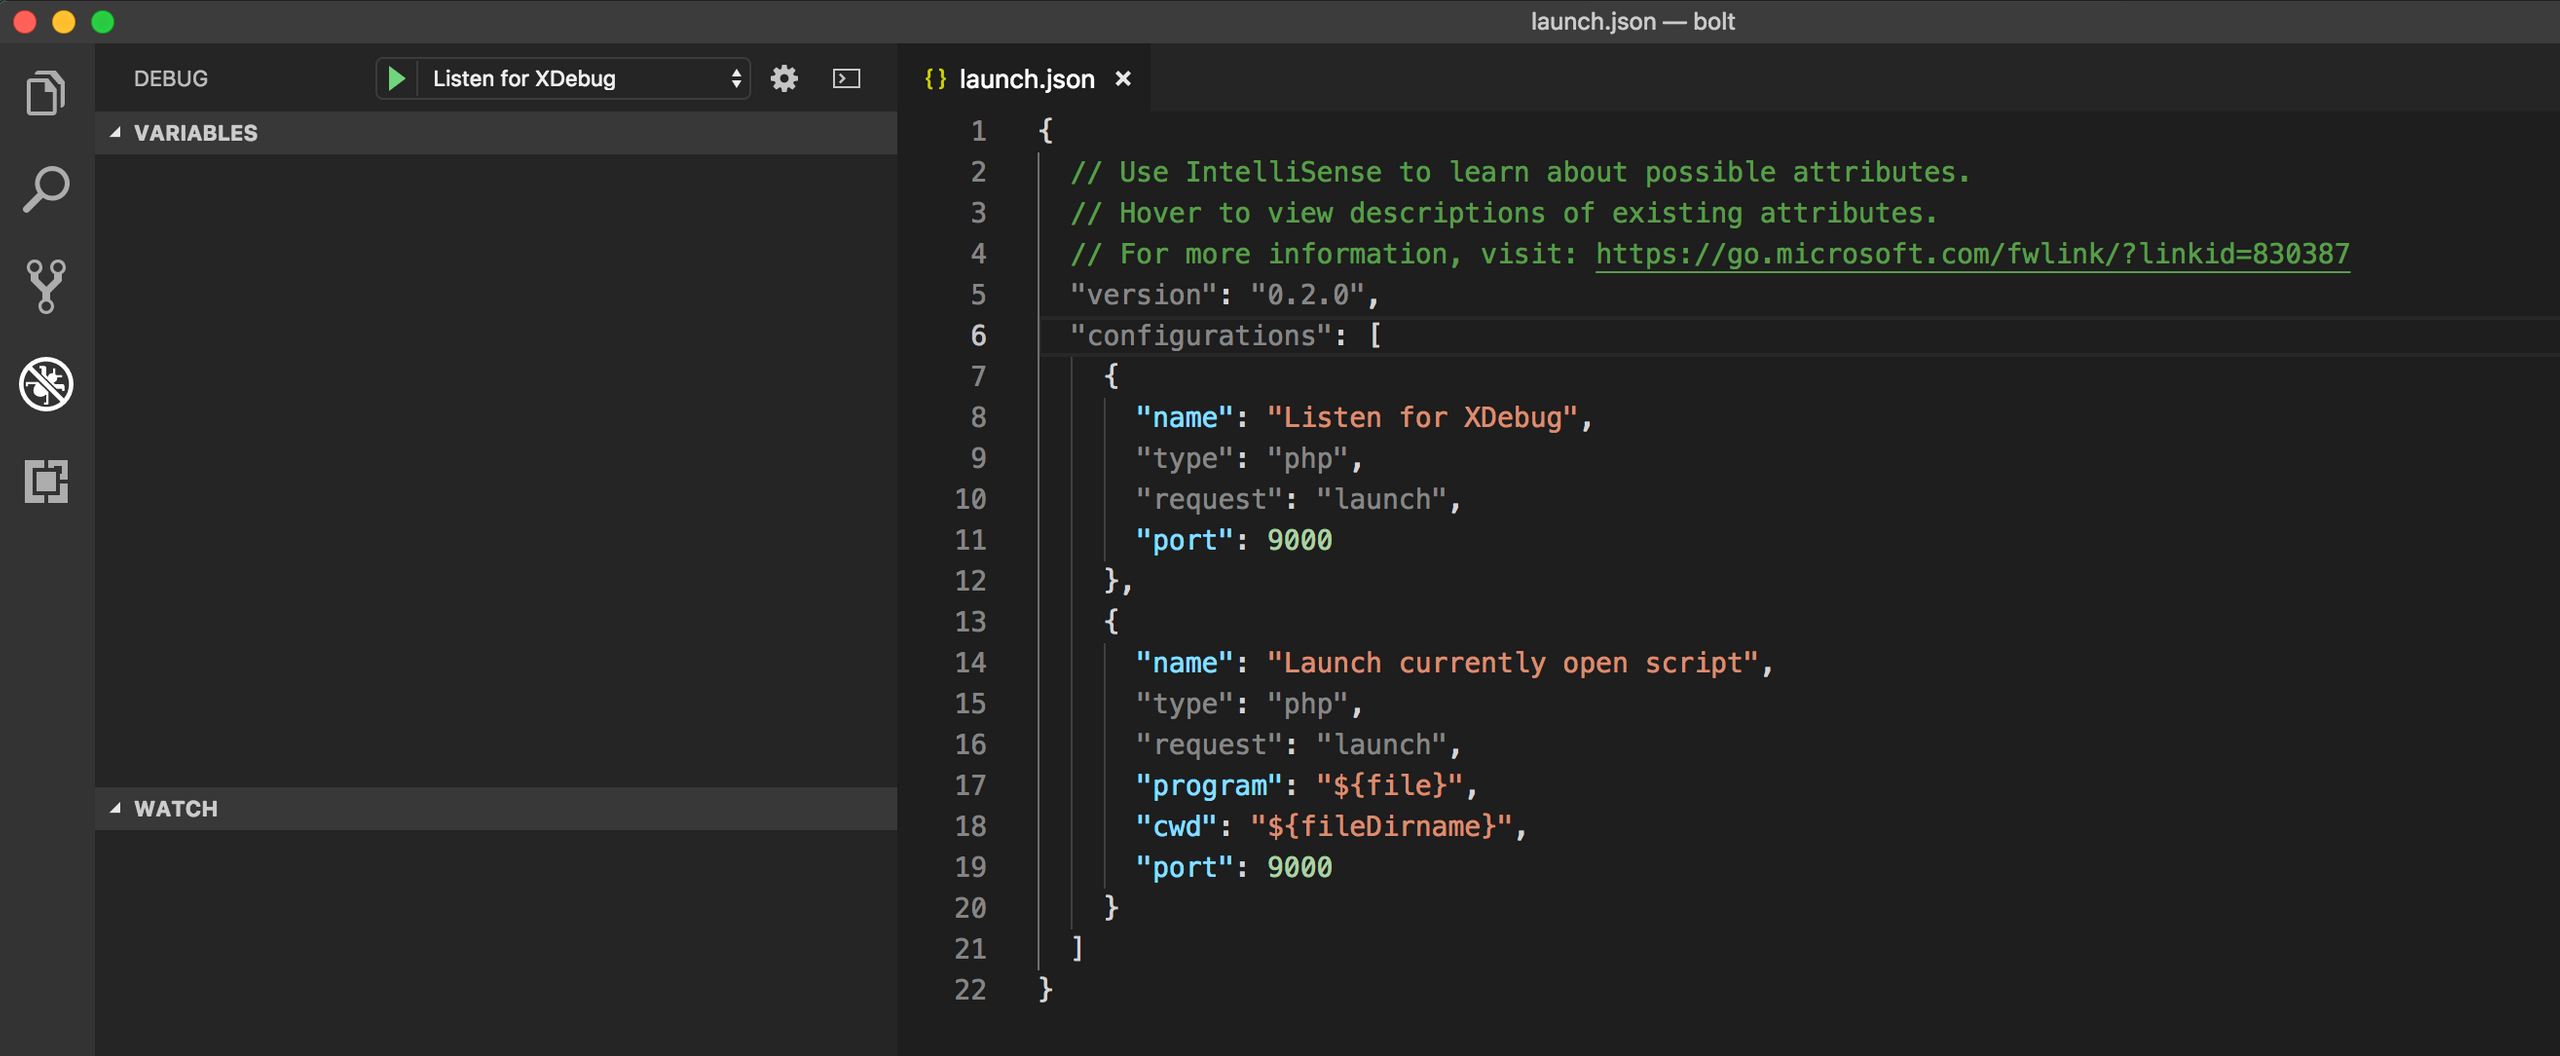 launch.json — bolt
DEBUG
Listen for XDebug
VARIABLES
WATCH
{} launch.json ×
1 {
2 // Use IntelliSense to learn about possible attributes.
3 // Hover to view descriptions of existing attributes.
4 // For more information, visit: https://go.microsoft.com/fwlink/?linkid=830387
5 "version": "0.2.0",
6 "configurations": [
7 {
8 "name": "Listen for XDebug",
9 "type": "php",
10 "request": "launch",
11 "port": 9000
12 },
13 {
14 "name": "Launch currently open script",
15 "type": "php",
16 "request": "launch",
17 "program": "${file}",
18 "cwd": "${fileDirname}",
19 "port": 9000
20 }
21 ]
22 }